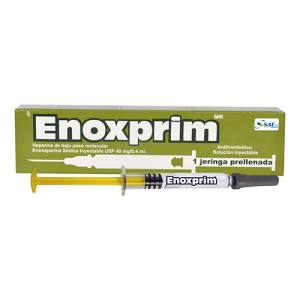 Enoxprim MR
Heparina de bajo peso molecular
Enoxaparina Sódica Inyectable USP 40 mg/0.4 ml.
Antitrombótico
Solución inyectable
1 jeringa prellenada
Enoxprim